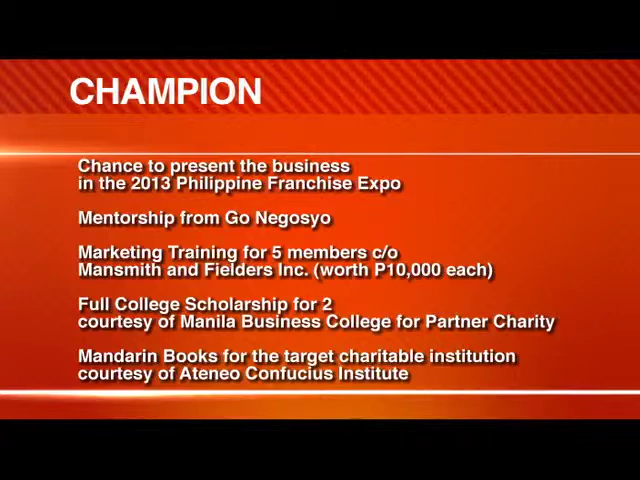 CHAMPION
Chance to present the business
in the 2013 Philippine Franchise Expo
Mentorship from Go Negosyo
Marketing Training for 5 members c/o
Mansmith and Fielders Inc. (worth P10,000 each)
Full College Scholarship for 2
courtesy of Manila Business College for Partner Charity
Mandarin Books for the target charitable institution
courtesy of Ateneo Confucius Institute